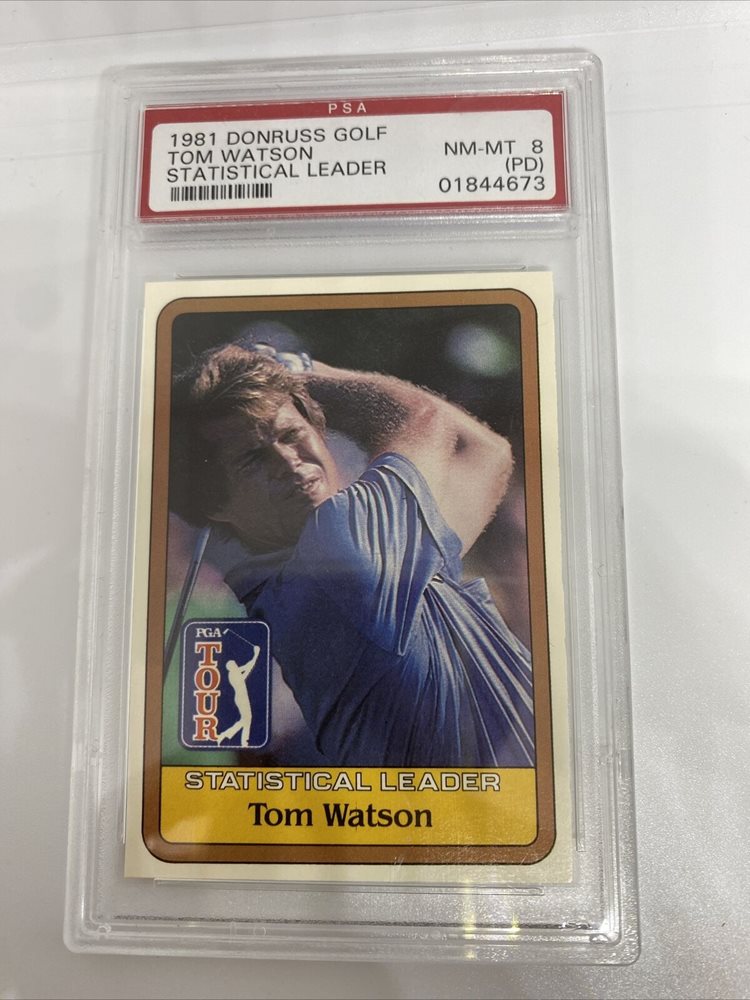 PSA
1981 DONRUSS GOLF
TOM WATSON
STATISTICAL LEADER
NM-MT 8
(PD)
01844673
PGA
TOUR
STATISTICAL LEADER
Tom Watson